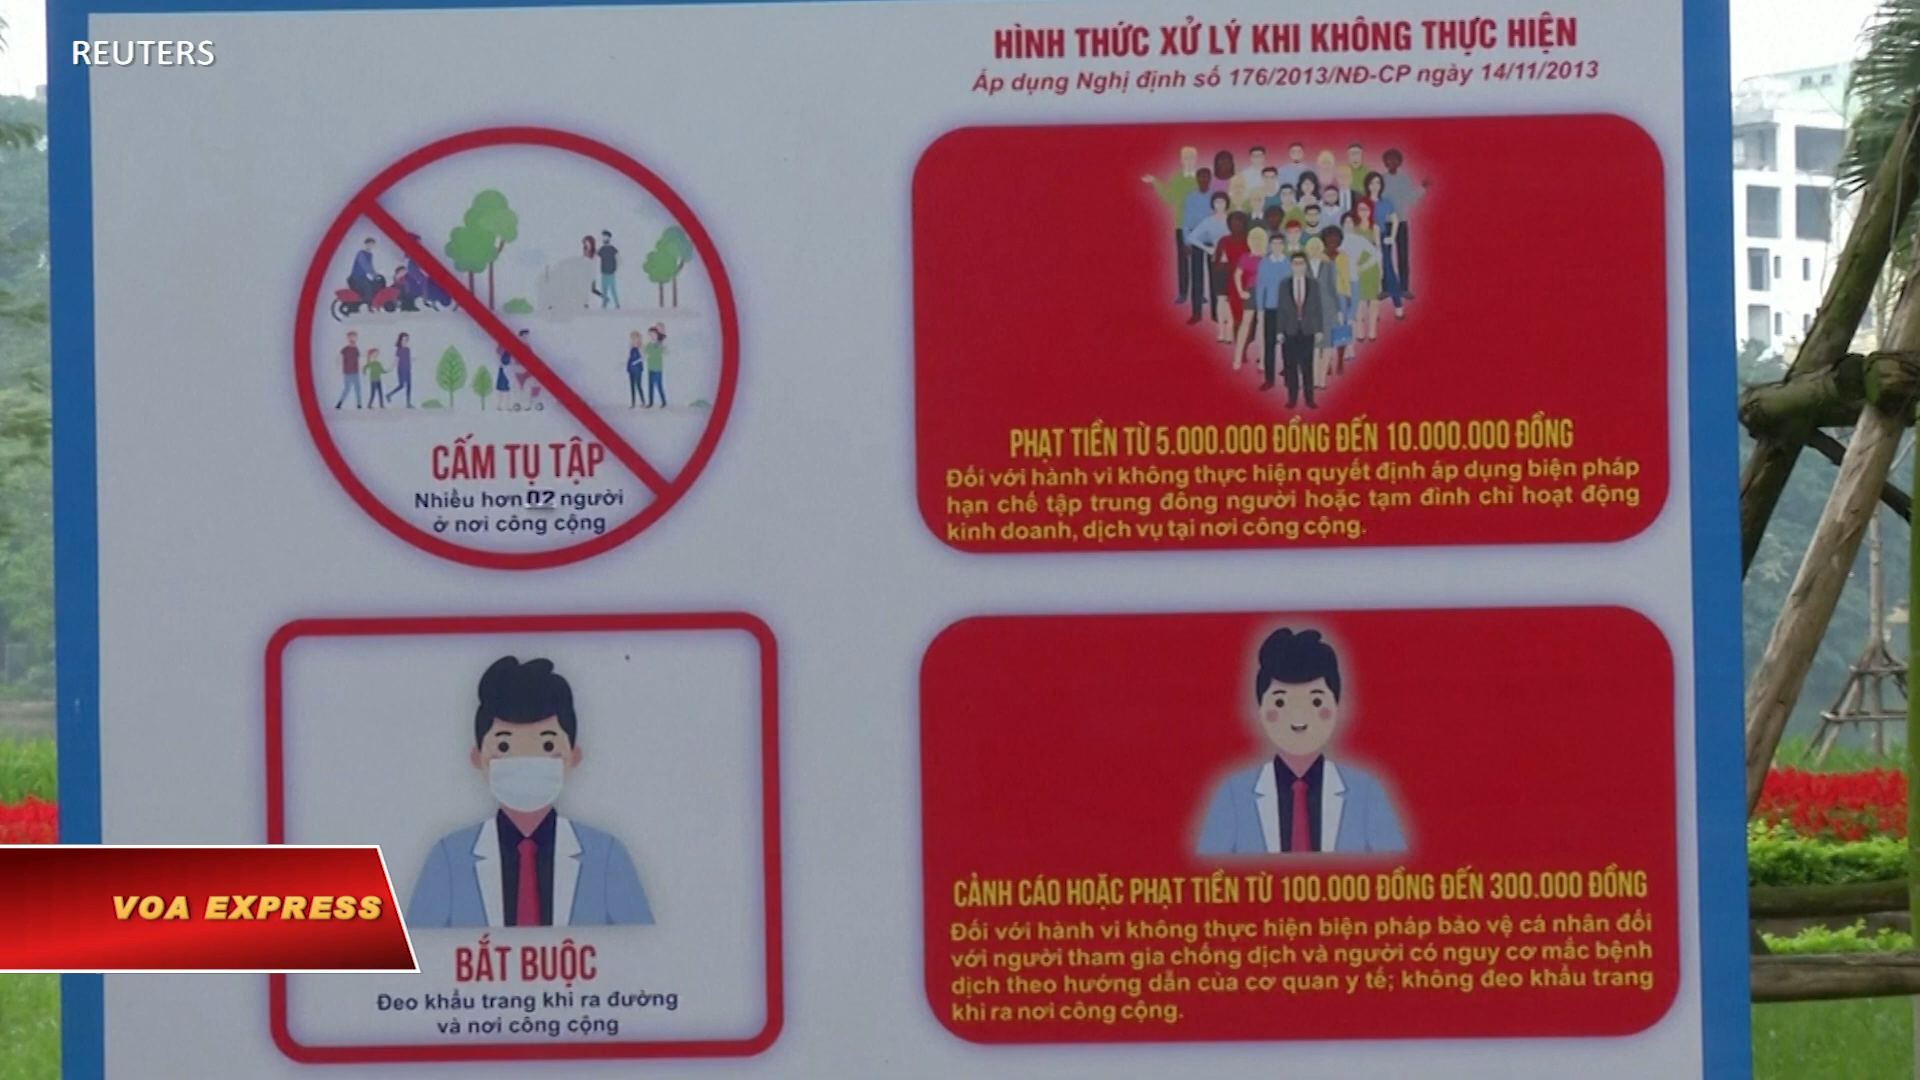 REUTERS
HÌNH THỨC XỬ LÝ KHI KHÔNG THỰC HIỆN
Áp dụng Nghị định số 176/2013/NĐ-CP ngày 14/11/2013
CẤM TỤ TẬP
Nhiều hơn 02 người
ở nơi công cộng
PHẠT TIỀN TỪ 5.000.000 ĐỒNG ĐẾN 10.000.000 ĐỒNG
Đối với hành vi không thực hiện quyết định áp dụng biện pháp
hạn chế tập trung đông người hoặc tạm đình chỉ hoạt động
kinh doanh, dịch vụ tại nơi công cộng.
BẮT BUỘC
Đeo khẩu trang khi ra đường
và nơi công cộng
CẢNH CÁO HOẶC PHẠT TIỀN TỪ 100.000 ĐỒNG ĐẾN 300.000 ĐỒNG
Đối với hành vi không thực hiện biện pháp bảo vệ cá nhân đối
với người tham gia chống dịch và người có nguy cơ mắc bệnh
dịch theo hướng dẫn của cơ quan y tế; không đeo khẩu trang
khi ra nơi công cộng.
VOA EXPRESS